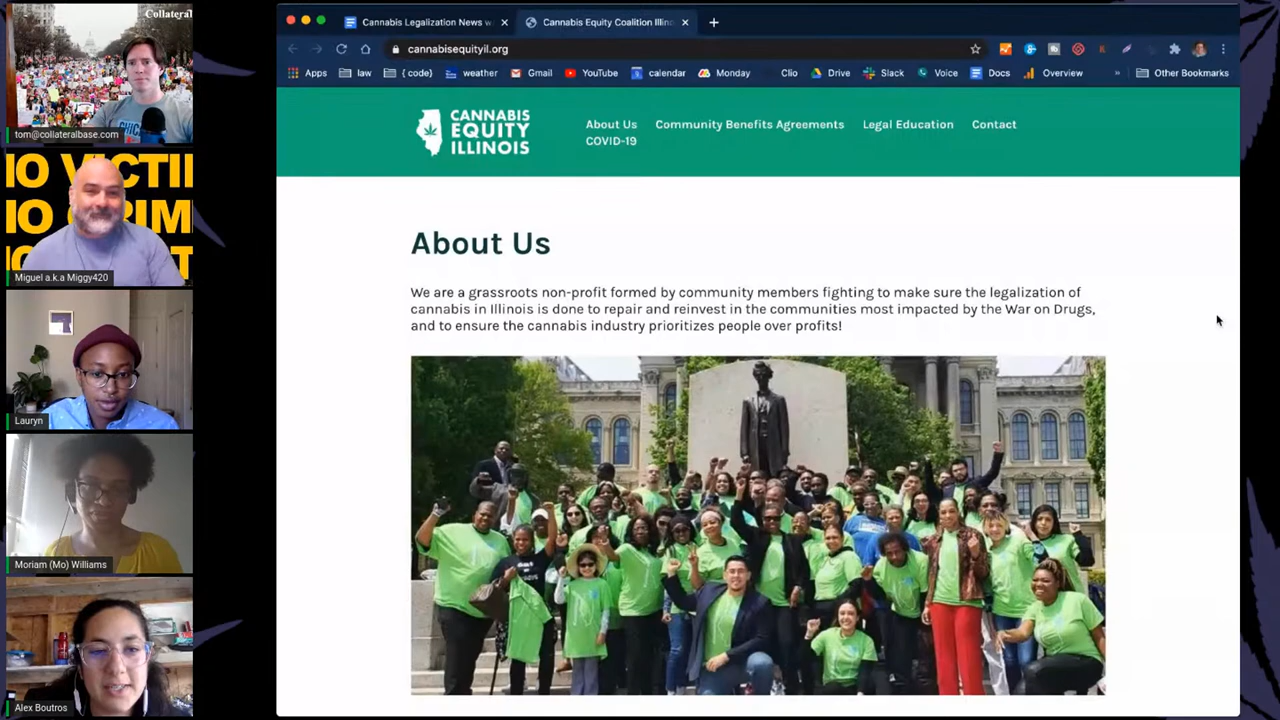 Collateral
tom@collateralbase.com
Miguel a.k.a Miggy420
Lauryn
Moriam (Mo) Williams
Alex Boutros
Cannabis Legalization News w
Cannabis Equity Coalition Illin
cannabisequityil.org
Apps
law
{ code }
weather
Gmail
YouTube
calendar
Monday
Clio
Drive
Slack
Voice
Docs
Overview
»
Other Bookmarks
CANNABIS
EQUITY
ILLINOIS
About Us
Community Benefits Agreements
Legal Education
Contact
COVID-19
About Us
We are a grassroots non-profit formed by community members fighting to make sure the legalization of
cannabis in Illinois is done to repair and reinvest in the communities most impacted by the War on Drugs,
and to ensure the cannabis industry prioritizes people over profits!